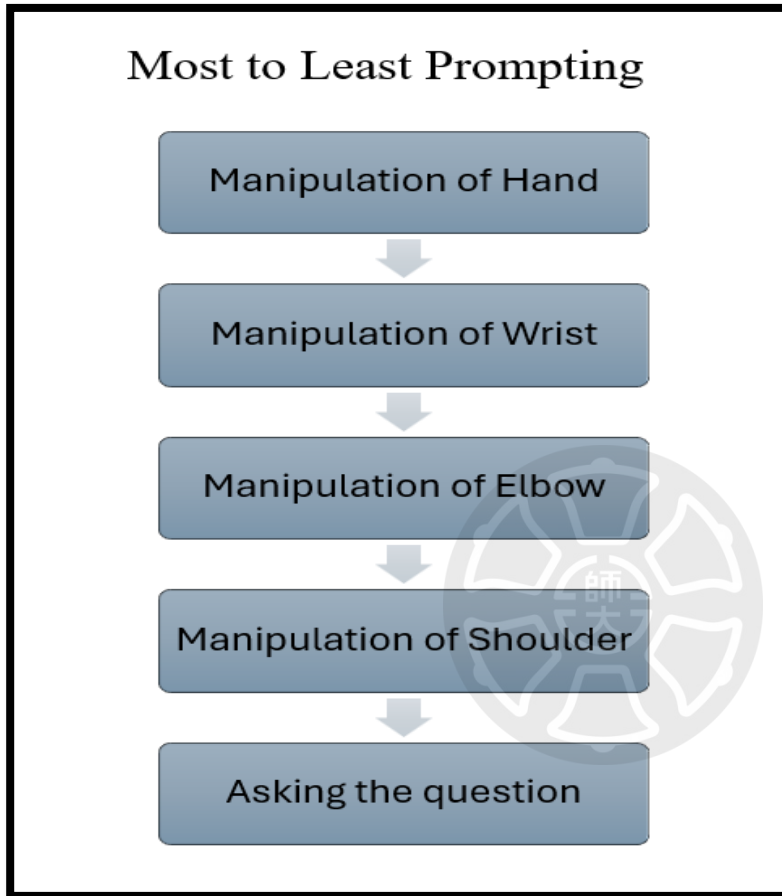 Most to Least Prompting
Manipulation of Hand
Manipulation of Wrist
Manipulation of Elbow
師
Manipulation of Shoulder
大
Asking the question